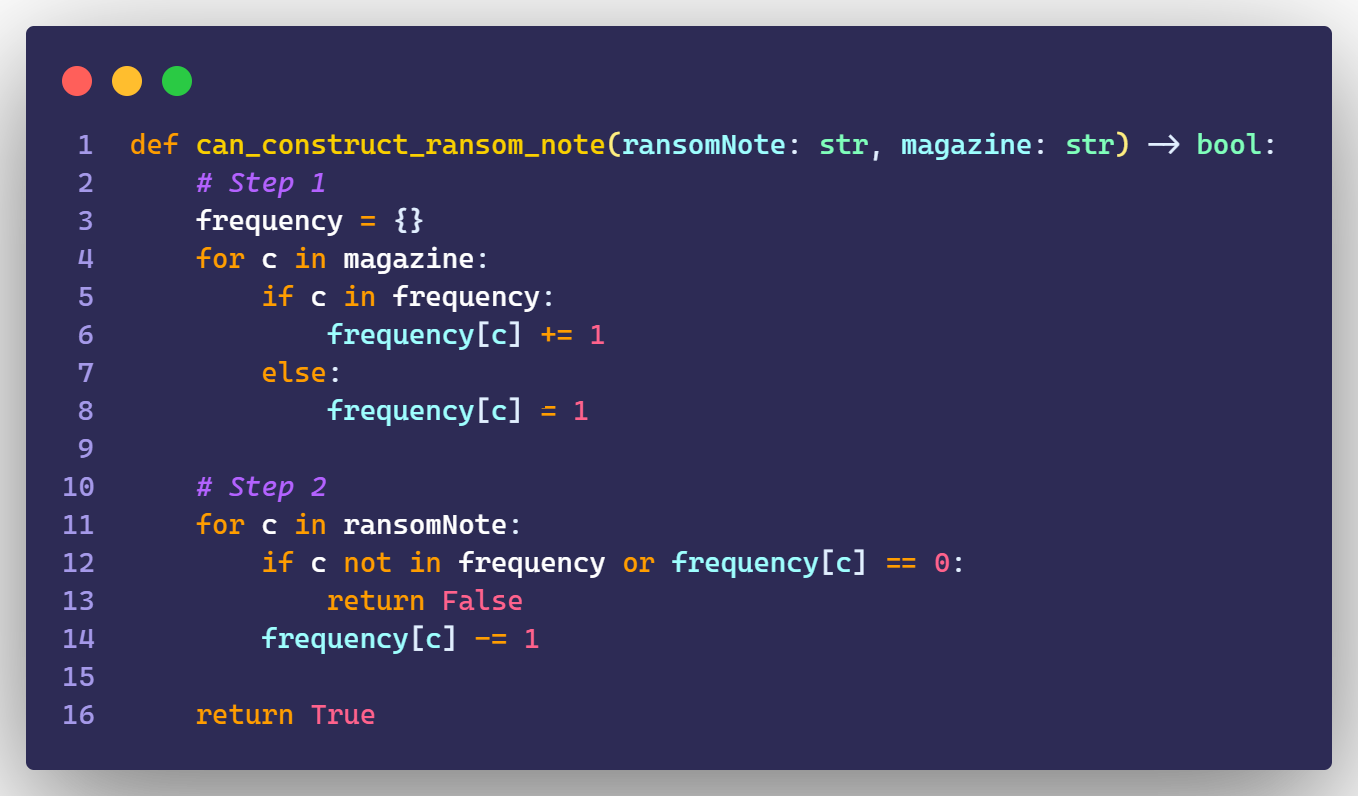 1 def can_construct_ransom_note(ransomNote: str, magazine: str) -> bool:
2     # Step 1
3     frequency = {}
4     for c in magazine:
5         if c in frequency:
6             frequency[c] += 1
7         else:
8             frequency[c] = 1
9
10     # Step 2
11     for c in ransomNote:
12         if c not in frequency or frequency[c] == 0:
13             return False
14         frequency[c] -= 1
15
16     return True